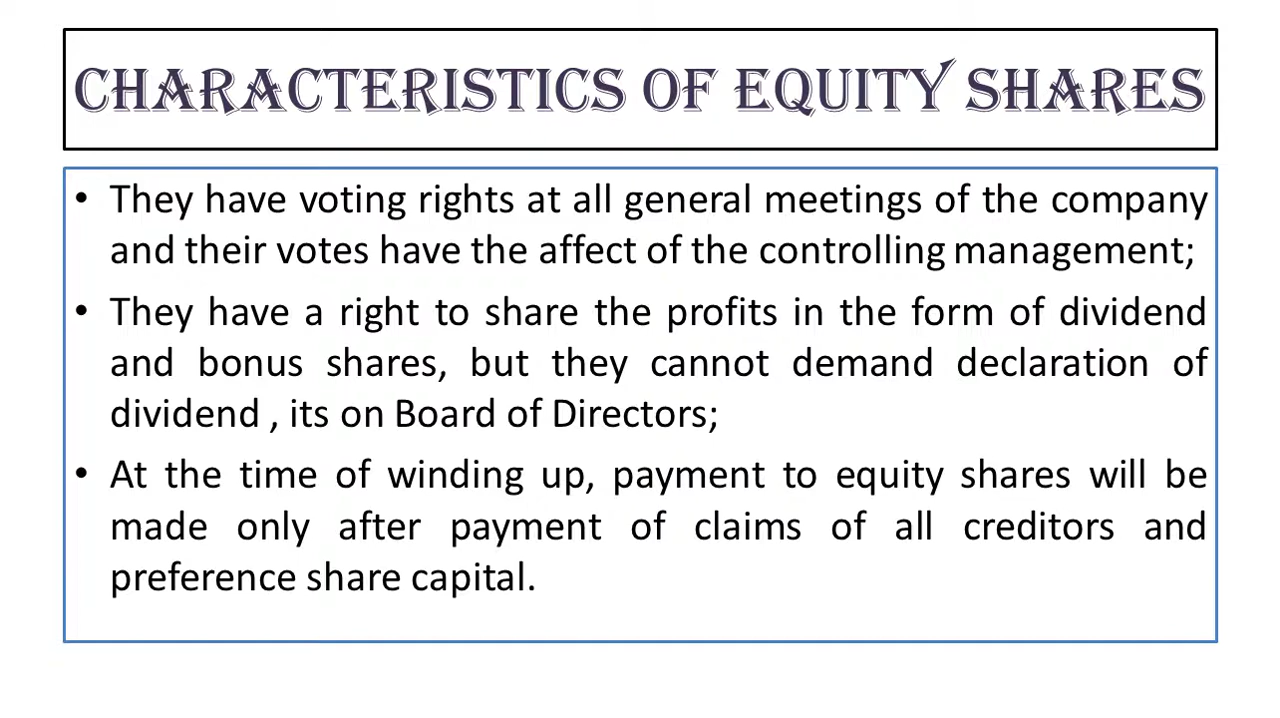 CHARACTERISTICS OF EQUITY SHARES
• They have voting rights at all general meetings of the company
and their votes have the affect of the controlling management;
• They have a right to share the profits in the form of dividend
and bonus shares, but they cannot demand declaration of
dividend , its on Board of Directors;
• At the time of winding up, payment to equity shares will be
made only after payment of claims of all creditors and
preference share capital.